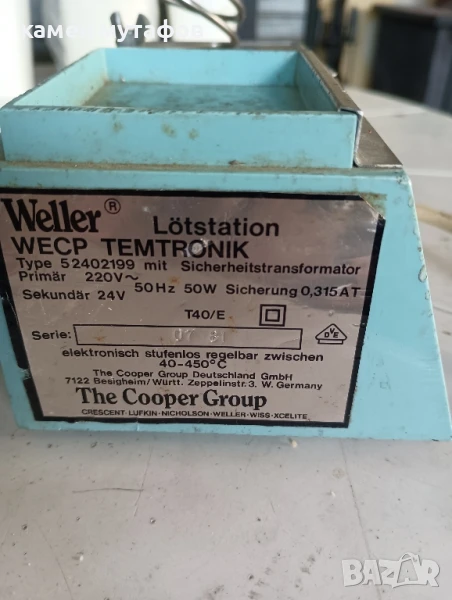 каменпутафов
Weller® Lötstation
WECP TEMTRONIK
Type 52402199 mit Sicherheitstransformator
Primär 220V~
Sekundär 24V 50Hz 50W Sicherung 0,315AT
T40/E
VDE
Serie:
elektronisch stufenlos regelbar zwischen
40-450°C
The Cooper Group Deutschland GmbH
7122 Besigheim/Württ. Zeppelinstr.3. W. Germany
The Cooper Group
CRESCENT·LUFKIN·NICHOLSON·WELLER·WISS·XCELITE
BAZAR